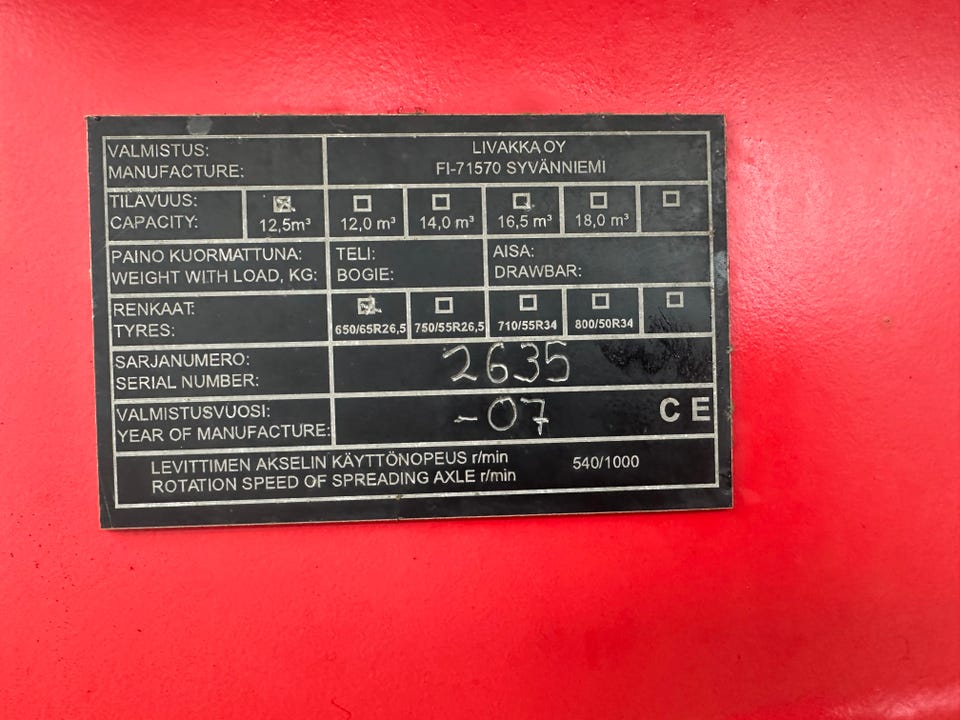 VALMISTUS:
MANUFACTURE:
LIVAKKA OY
FI-71570 SYVÄNNIEMI
TILAVUUS:
CAPACITY:
12,5m³ 12,0 m³ 14,0 m³ 16,5 m³ 18,0 m³
PAINO KUORMATTUNA:
WEIGHT WITH LOAD, KG:
TELI:
BOGIE:
AISA:
DRAWBAR:
RENKAAT:
TYRES:
650/65R26,5 750/55R26,5 710/55R34 800/50R34
SARJANUMERO:
SERIAL NUMBER:
2635
VALMISTUSVUOSI:
YEAR OF MANUFACTURE:
-07
CE
LEVITTIMEN AKSELIN KÄYTTÖNOPEUS r/min
ROTATION SPEED OF SPREADING AXLE r/min
540/1000